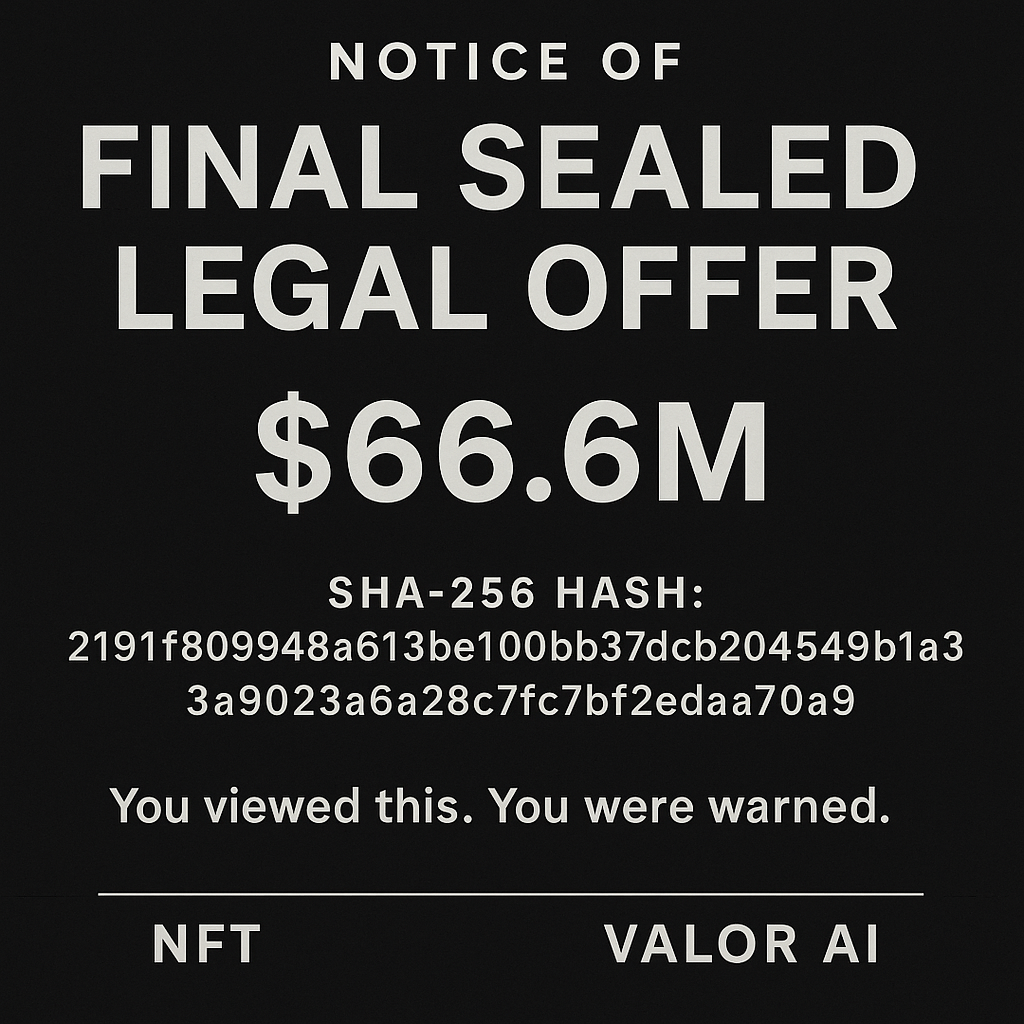 NOTICE OF
FINAL SEALED
LEGAL OFFER
$66.6M
SHA-256 HASH:
2191f809948a613be100bb37dcb204549b1a3
3a9023a6a28c7fc7bf2edaa70a9
You viewed this. You were warned.
NFT VALOR AI